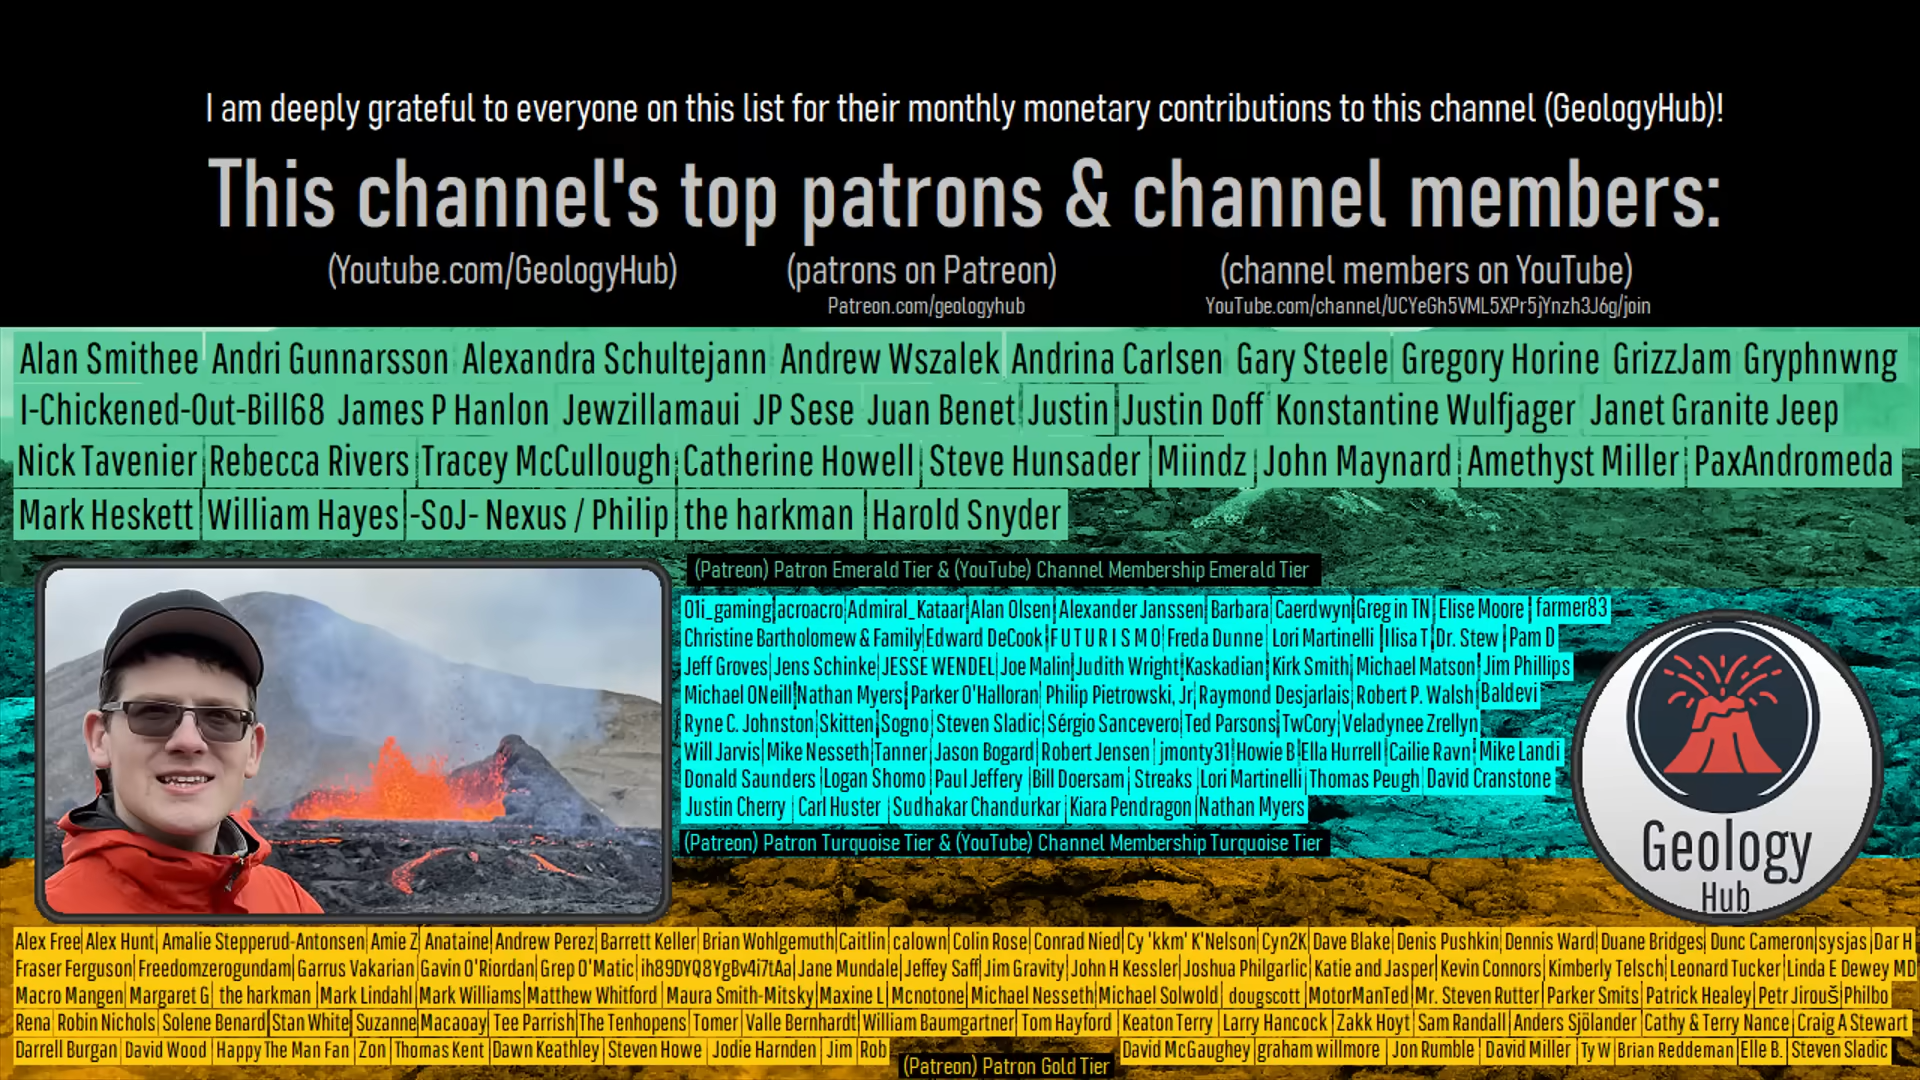 I am deeply grateful to everyone on this list for their monthly monetary contributions to this channel (GeologyHub)!
This channel's top patrons & channel members:
(Youtube.com/GeologyHub) (patrons on Patreon) (channel members on YouTube)
Patreon.com/geologyhub YouTube.com/channel/UCYeGh5VML5XPr5jYnzh3J6g/join
Alan Smithee Andri Gunnarsson Alexandra Schultejann Andrew Wszalek Andrina Carlsen Gary Steele Gregory Horine GrizzJam Gryphnwng
I-Chickened-Out-Bill68 James P Hanlon Jewzillamaui JP Sese Juan Benet Justin Justin Doff Konstantine Wulfjager Janet Granite Jeep
Nick Tavenier Rebecca Rivers Tracey McCullough Catherine Howell Steve Hunsader Miindz John Maynard Amethyst Miller PaxAndromeda
Mark Heskett William Hayes -SoJ- Nexus / Philip the harkman Harold Snyder
(Patreon) Patron Emerald Tier & (YouTube) Channel Membership Emerald Tier
01i_gaming acroacro Admiral_Kataar Alan Olsen Alexander Janssen Barbara Caerdwyn Greg in TN Elise Moore farmer83
Christine Bartholomew & Family Edward DeCook F U T U R I S M O Freda Dunne Lori Martinelli Ilisa T Dr. Stew Pam D
Jeff Groves Jens Schinke JESSE WENDEL Joe Malin Judith Wright Kaskadian Kirk Smith Michael Matson Jim Phillips
Michael ONeill Nathan Myers Parker O'Halloran Philip Pietrowski, Jr Raymond Desjarlais Robert P. Walsh Baldevi
Ryne C. Johnston Skitten Sogno Steven Sladic Sérgio Sancevero Ted Parsons TwCory Veladynee Zrellyn
Will Jarvis Mike Nesseth Tanner Jason Bogard Robert Jensen jmonty31 Howie B Ella Hurrell Cailie Ravn Mike Landi
Donald Saunders Logan Shomo Paul Jeffery Bill Doersam Streaks Lori Martinelli Thomas Peugh David Cranstone
Justin Cherry Carl Huster Sudhakar Chandurkar Kiara Pendragon Nathan Myers
(Patreon) Patron Turquoise Tier & (YouTube) Channel Membership Turquoise Tier
Geology
Hub
Alex Free Alex Hunt Amalie Stepperud-Antonsen Amie Z Anataine Andrew Perez Barrett Keller Brian Wohlgemuth Caitlin calown Colin Rose Conrad Nied Cy 'kkm' K'Nelson Cyn2K Dave Blake Denis Pushkin Dennis Ward Duane Bridges Dunc Cameron sysjas Dar H
Fraser Ferguson Freedomzerogundam Garrus Vakarian Gavin O'Riordan Grep O'Matic ih89DYQ8YgBv4i7tAa Jane Mundale Jeffey Saff Jim Gravity John H Kessler Joshua Philgarlic Katie and Jasper Kevin Connors Kimberly Telsch Leonard Tucker Linda E Dewey MD
Macro Mangen Margaret G the harkman Mark Lindahl Mark Williams Matthew Whitford Maura Smith-Mitsky Maxine L Mcnotone Michael Nesseth Michael Solwold dougscott MotorManTed Mr. Steven Rutter Parker Smits Patrick Healey Petr Jirouš Philbo
Rena Robin Nichols Solene Benard Stan White Suzanne Macaoay Tee Parrish The Tenhopens Tomer Valle Bernhardt William Baumgartner Tom Hayford Keaton Terry Larry Hancock Zakk Hoyt Sam Randall Anders Sjölander Cathy & Terry Nance Craig A Stewart
Darrell Burgan David Wood Happy The Man Fan Zon Thomas Kent Dawn Keathley Steven Howe Jodie Harnden Jim Rob David McGaughey graham willmore Jon Rumble David Miller Ty W Brian Reddeman Elle B. Steven Sladic
(Patreon) Patron Gold Tier